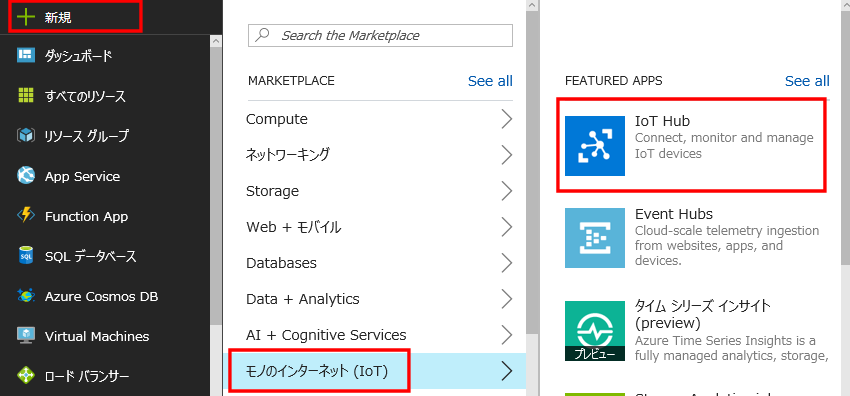 新規
ダッシュボード
すべてのリソース
リソース グループ
App Service
Function App
SQL データベース
Azure Cosmos DB
Virtual Machines
ロード バランサー
Search the Marketplace
MARKETPLACE
See all
Compute
ネットワーキング
Storage
Web + モバイル
Databases
Data + Analytics
AI + Cognitive Services
モノのインターネット (IoT)
FEATURED APPS
See all
IoT Hub
Connect, monitor and manage
IoT devices
Event Hubs
Cloud-scale telemetry ingestion
from websites, apps, and
devices.
タイム シリーズ インサイト
(preview)
Azure Time Series Insights is a
fully managed analytics, storage,
プレビュー